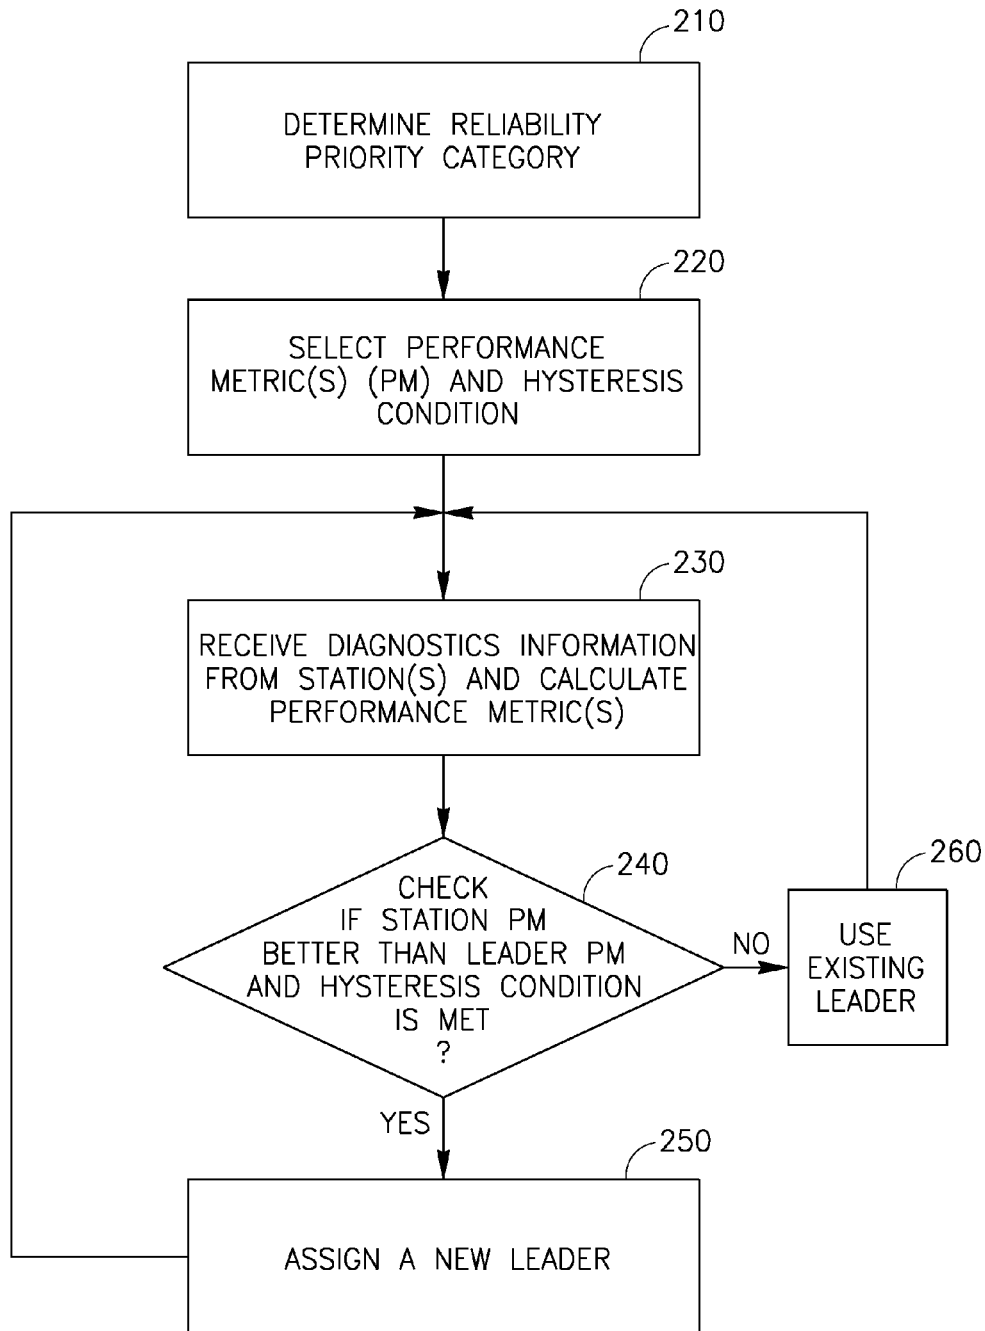 210
DETERMINE RELIABILITY
PRIORITY CATEGORY
220
SELECT PERFORMANCE
METRIC(S) (PM) AND HYSTERESIS
CONDITION
230
RECEIVE DIAGNOSTICS INFORMATION
FROM STATION(S) AND CALCULATE
PERFORMANCE METRIC(S)
240
CHECK
IF STATION PM
BETTER THAN LEADER PM
AND HYSTERESIS CONDITION
IS MET
?
NO
260
USE
EXISTING
LEADER
YES
250
ASSIGN A NEW LEADER